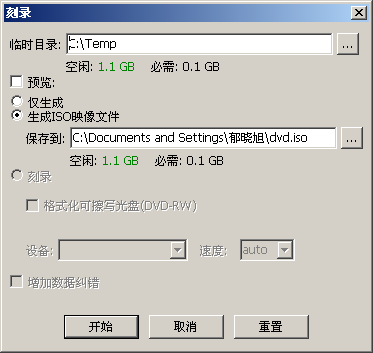 刻录
临时目录: C:\Temp ...
空闲: 1.1 GB 必需: 0.1 GB
预览:
仅生成
生成ISO映像文件
保存到: C:\Documents and Settings\郁晓旭\dvd.iso ...
空闲: 1.1 GB 必需: 0.1 GB
刻录
格式化可擦写光盘(DVD-RW)
设备: 速度: auto
增加数据纠错
开始 取消 重置